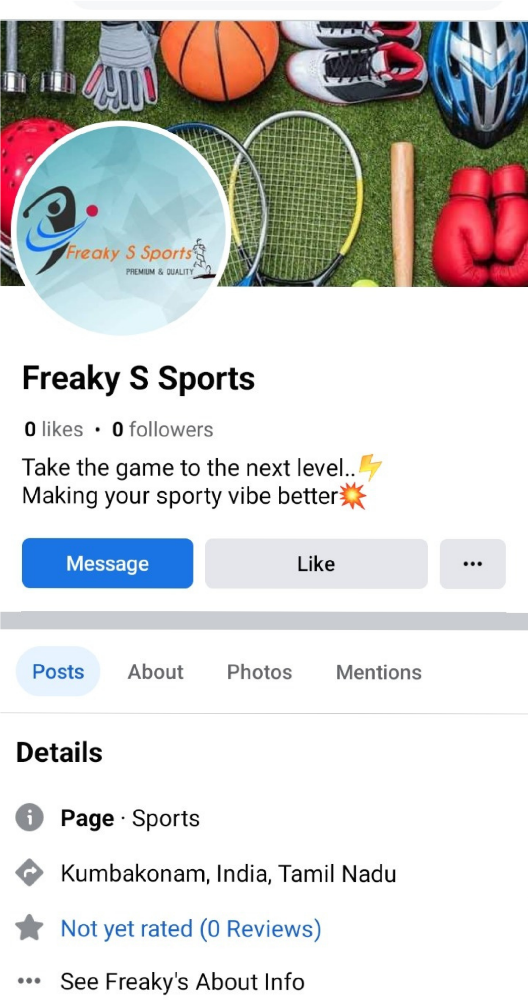 Freaky S Sports
PREMIUM & QUALITY
Freaky S Sports
0 likes • 0 followers
Take the game to the next level..⚡
Making your sporty vibe better💥
Message Like ...
Posts About Photos Mentions
Details
Page · Sports
Kumbakonam, India, Tamil Nadu
Not yet rated (0 Reviews)
See Freaky's About Info